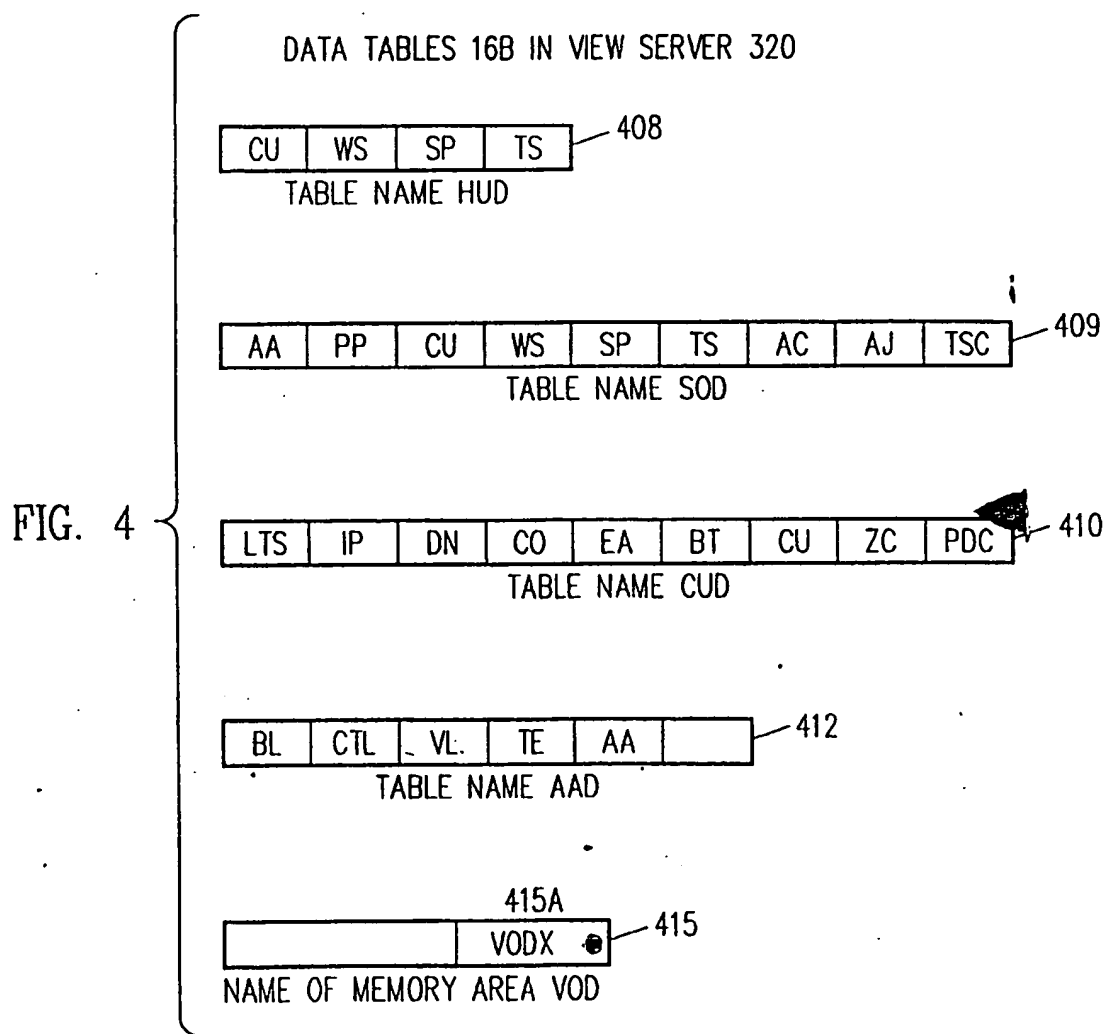 DATA TABLES 16B IN VIEW SERVER 320
CU WS SP TS 408
TABLE NAME HUD
AA PP CU WS SP TS AC AJ TSC 409
TABLE NAME SOD
FIG. 4
LTS IP DN CO EA BT CU ZC PDC 410
TABLE NAME CUD
BL CTL VL. TE AA 412
TABLE NAME AAD
415A
VODX 415
NAME OF MEMORY AREA VOD